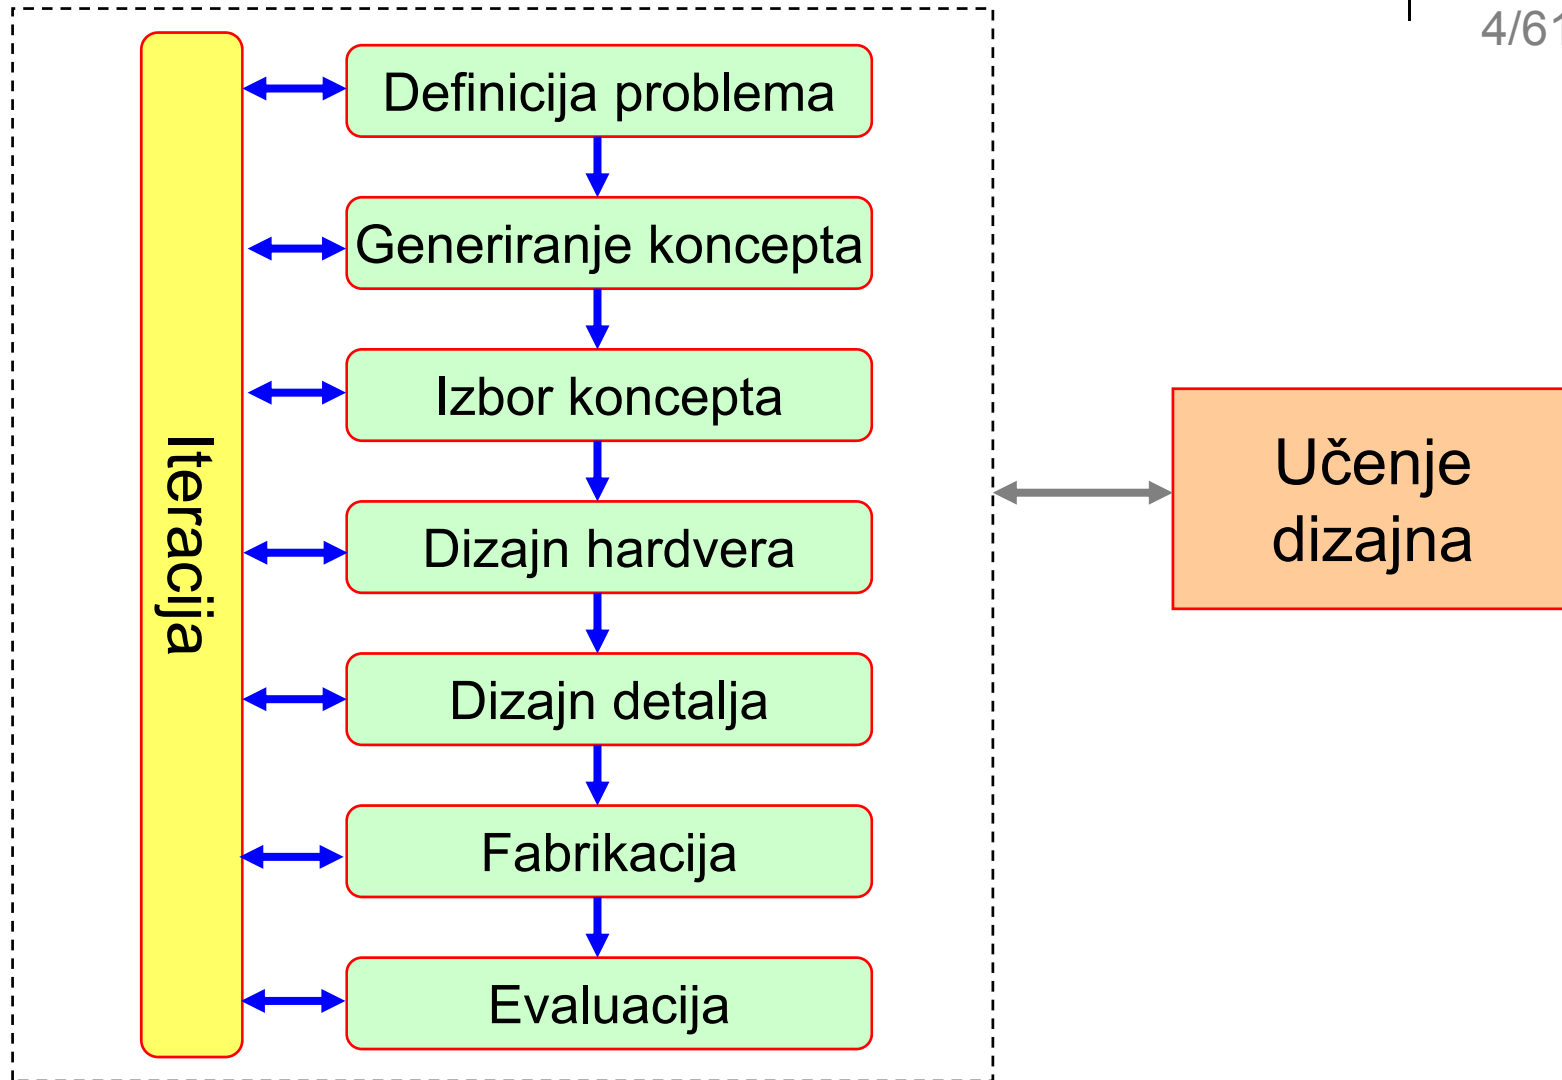 4/61
Definicija problema
Generiranje koncepta
Izbor koncepta
Dizajn hardvera
Dizajn detalja
Fabrikacija
Evaluacija
Iteracija
Učenje
dizajna